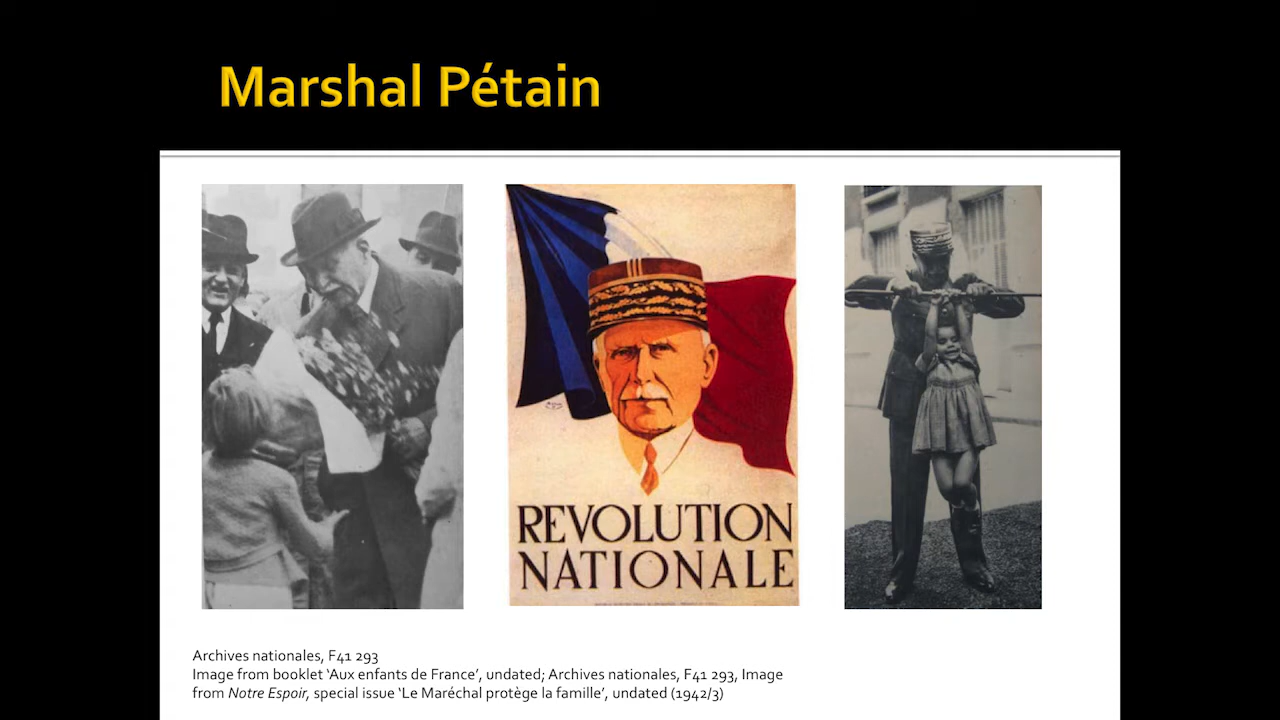 Marshal Pétain
REVOLUTION
NATIONALE
Archives nationales, F41 293
Image from booklet ‘Aux enfants de France’, undated; Archives nationales, F41 293, Image
from Notre Espoir, special issue ‘Le Maréchal protège la famille’, undated (1942/3)